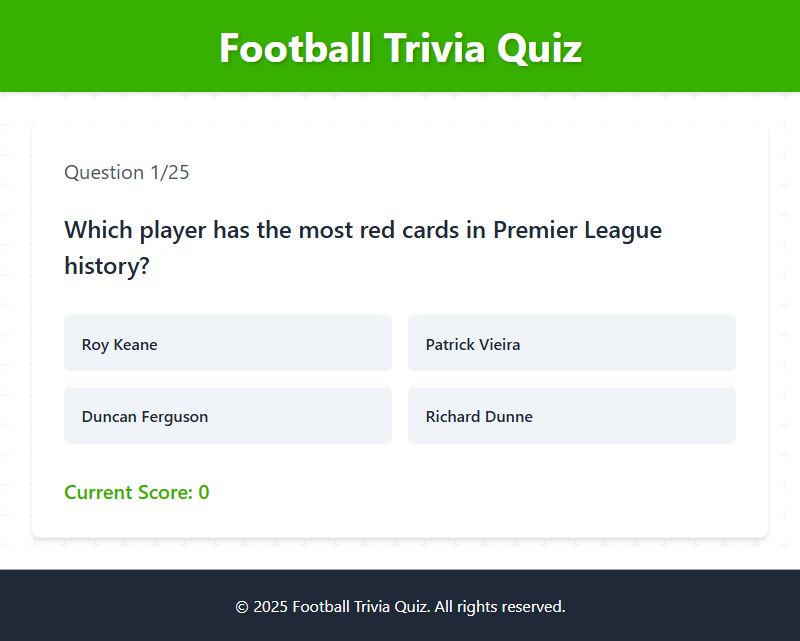 Football Trivia Quiz
Question 1/25
Which player has the most red cards in Premier League
history?
Roy Keane
Patrick Vieira
Duncan Ferguson
Richard Dunne
Current Score: 0
© 2025 Football Trivia Quiz. All rights reserved.